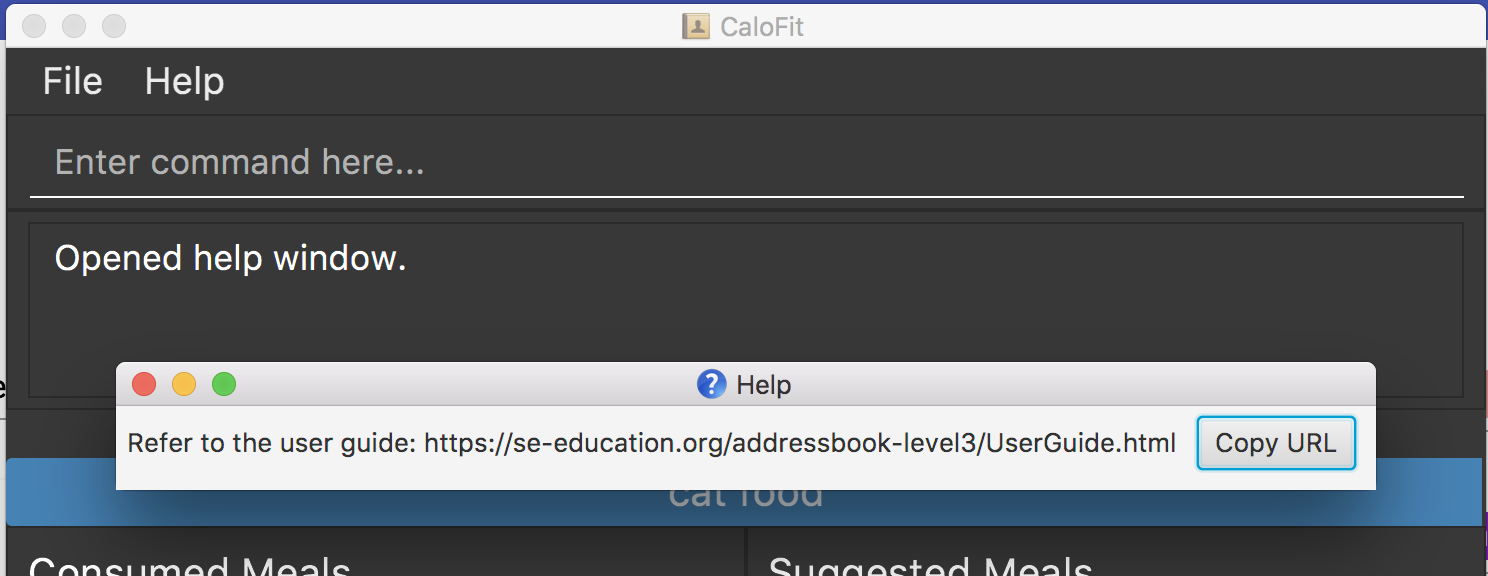 CaloFit
File Help
Enter command here...
Opened help window.
Help
Refer to the user guide: https://se-education.org/addressbook-level3/UserGuide.html Copy URL
cat food
Consumed Meals Suggested Meals